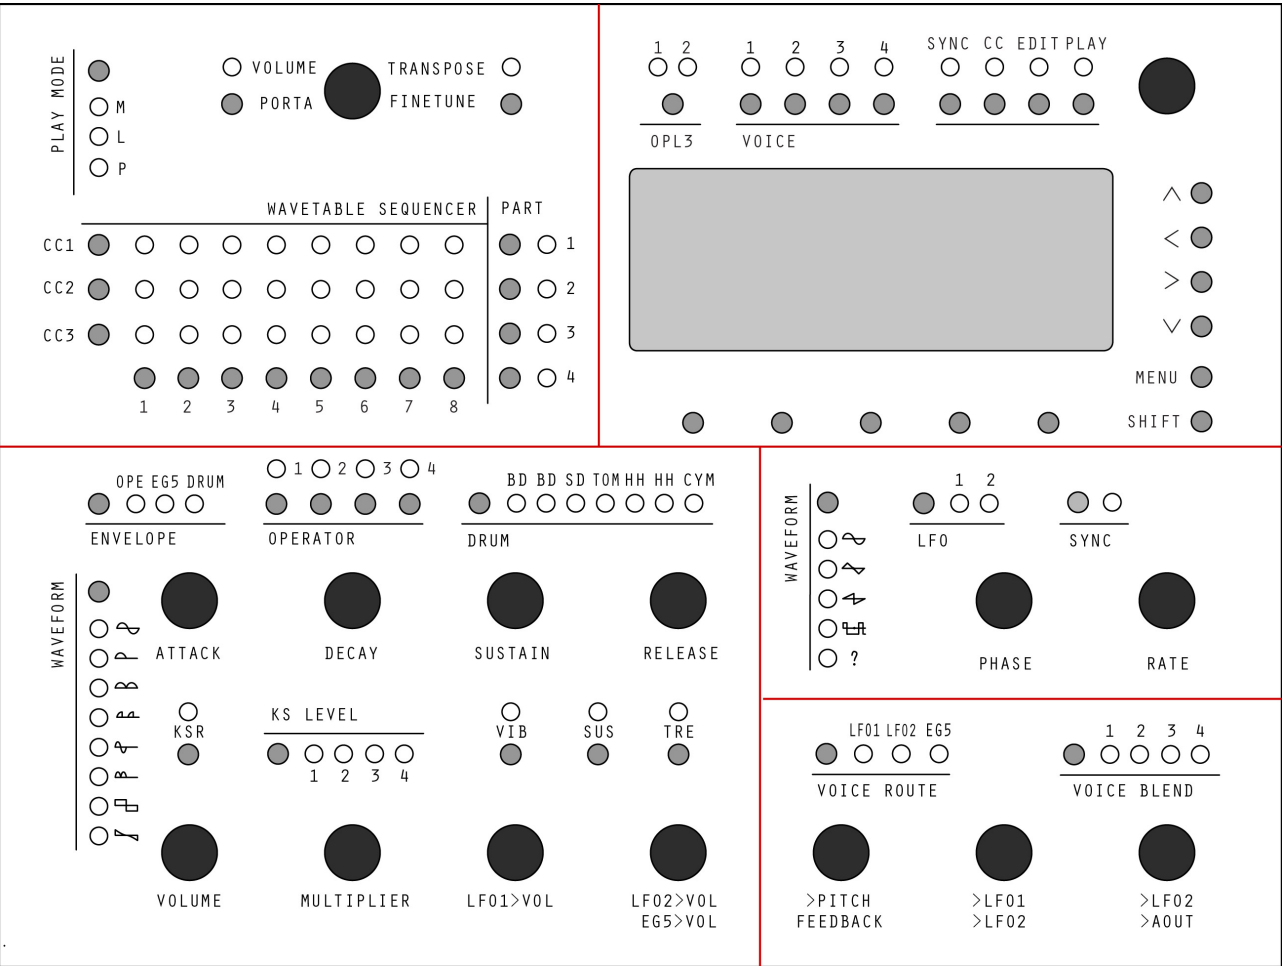 PLAY MODE
VOLUME TRANSPOSE
PORTA FINETUNE
M
L
P
WAVETABLE SEQUENCER PART
CC1 1
CC2 2
CC3 3
4
1 2 3 4 5 6 7 8
1 2 1 2 3 4 SYNC CC EDIT PLAY
OPL3 VOICE
^
<
>
V
MENU
SHIFT
OPE EG5 DRUM
1 2 3 4
BD BD SD TOM HH HH CYM
ENVELOPE OPERATOR DRUM
WAVEFORM
ATTACK DECAY SUSTAIN RELEASE
KSR KS LEVEL VIB SUS TRE
1 2 3 4
VOLUME MULTIPLIER LFO1>VOL LFO2>VOL
EG5>VOL
WAVEFORM
1 2
LFO SYNC
?
PHASE RATE
LFO1 LFO2 EG5 1 2 3 4
VOICE ROUTE VOICE BLEND
>PITCH >LFO1 >LFO2
FEEDBACK >LFO2 >AOUT